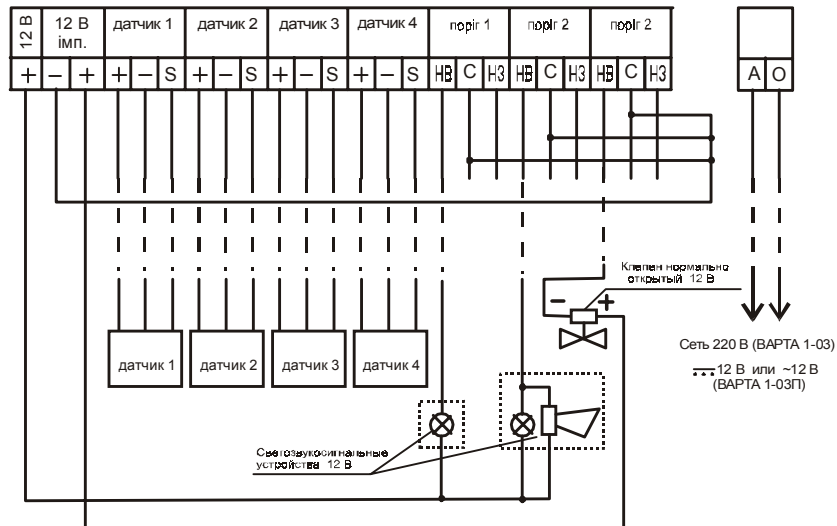 12 В
12 В імп.
датчик 1
датчик 2
датчик 3
датчик 4
поріг 1
поріг 2
поріг 2
+ − + + − S + − S + − S + − S НВ С НЗ НВ С НЗ НВ С НЗ
А О
− +
Клапан нормально
открытый 12 В
датчик 1
датчик 2
датчик 3
датчик 4
Сеть 220 В (ВАРТА 1-03)
12 В или ~12 В
(ВАРТА 1-03П)
Светозвукосигнальные
устройства 12 В